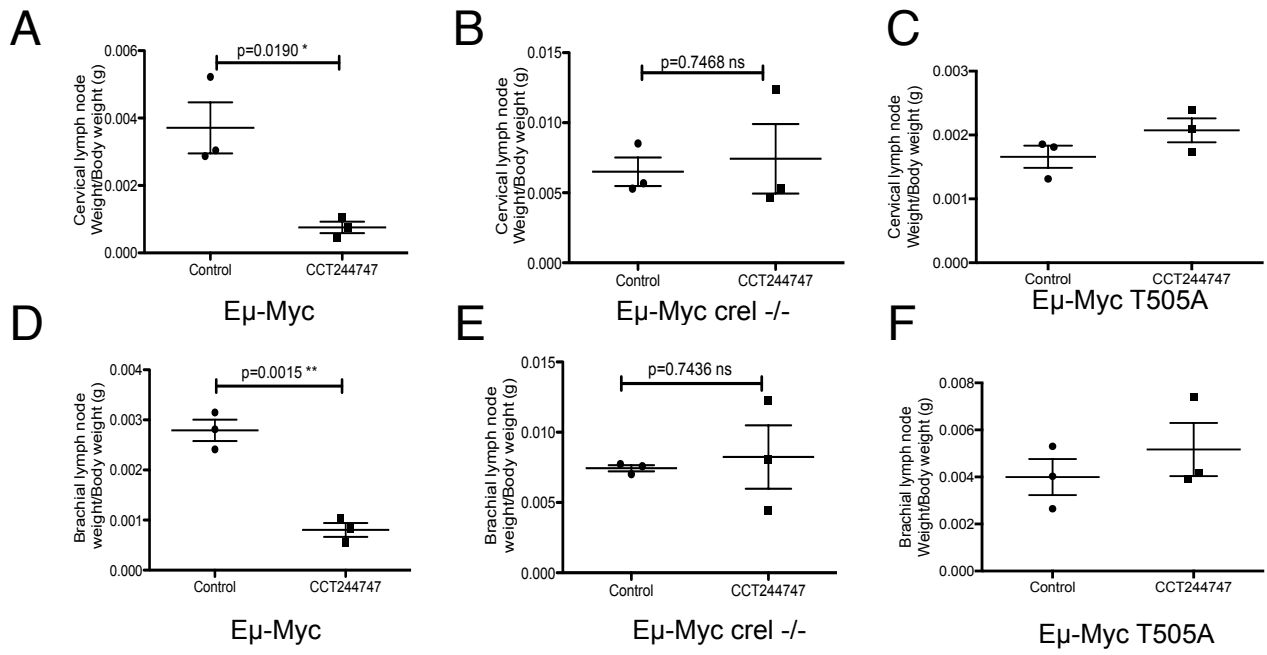 A
p=0.0190 *
Cervical lymph node
Weight/Body weight (g)
0.006
0.004
0.002
0.000
Control
CCT244747
Eµ-Myc
B
p=0.7468 ns
Cervical lymph node
Weight/Body weight (g)
0.015
0.010
0.005
0.000
Control
CCT244747
Eµ-Myc crel -/-
C
Cervical lymph node
Weight/Body weight (g)
0.003
0.002
0.001
0.000
Control
CCT244747
Eµ-Myc T505A
D
p=0.0015 **
Brachial lymph node
weight/Body weight (g)
0.004
0.003
0.002
0.001
0.000
Control
CCT244747
Eµ-Myc
E
p=0.7436 ns
Brachial lymph node
weight/Body weight (g)
0.015
0.010
0.005
0.000
Control
CCT244747
Eµ-Myc crel -/-
F
Brachial lymph node
Weight/Body weight (g)
0.008
0.006
0.004
0.002
0.000
Control
CCT244747
Eµ-Myc T505A